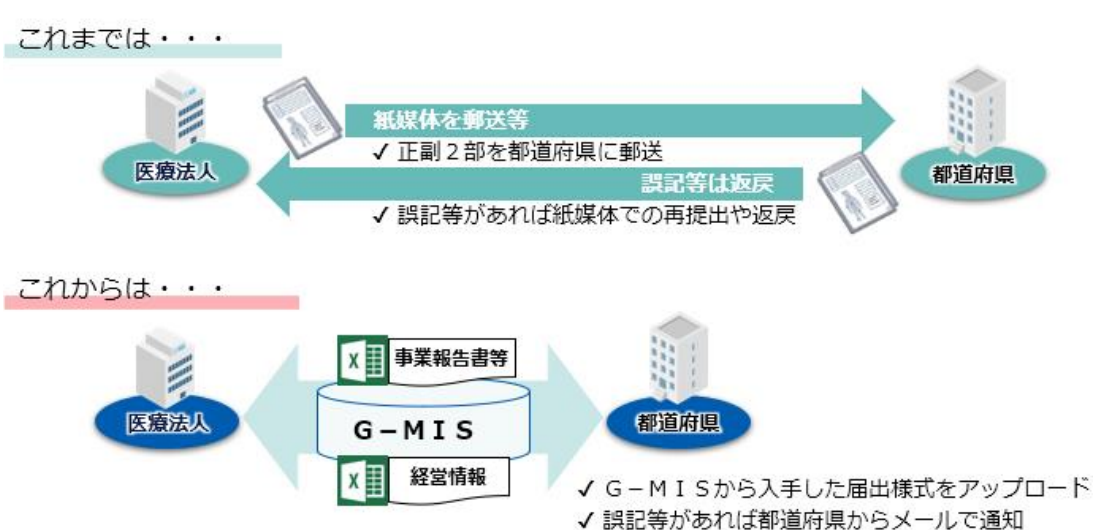 これまでは・・・
紙媒体を郵送等
✓ 正副２部を都道府県に郵送
医療法人
都道府県
誤記等は返戻
✓ 誤記等があれば紙媒体での再提出や返戻
これからは・・・
X 事業報告書等
医療法人
Ｇ－ＭＩＳ
都道府県
X 経営情報
✓ Ｇ－ＭＩＳから入手した届出様式をアップロード
✓ 誤記等があれば都道府県からメールで通知